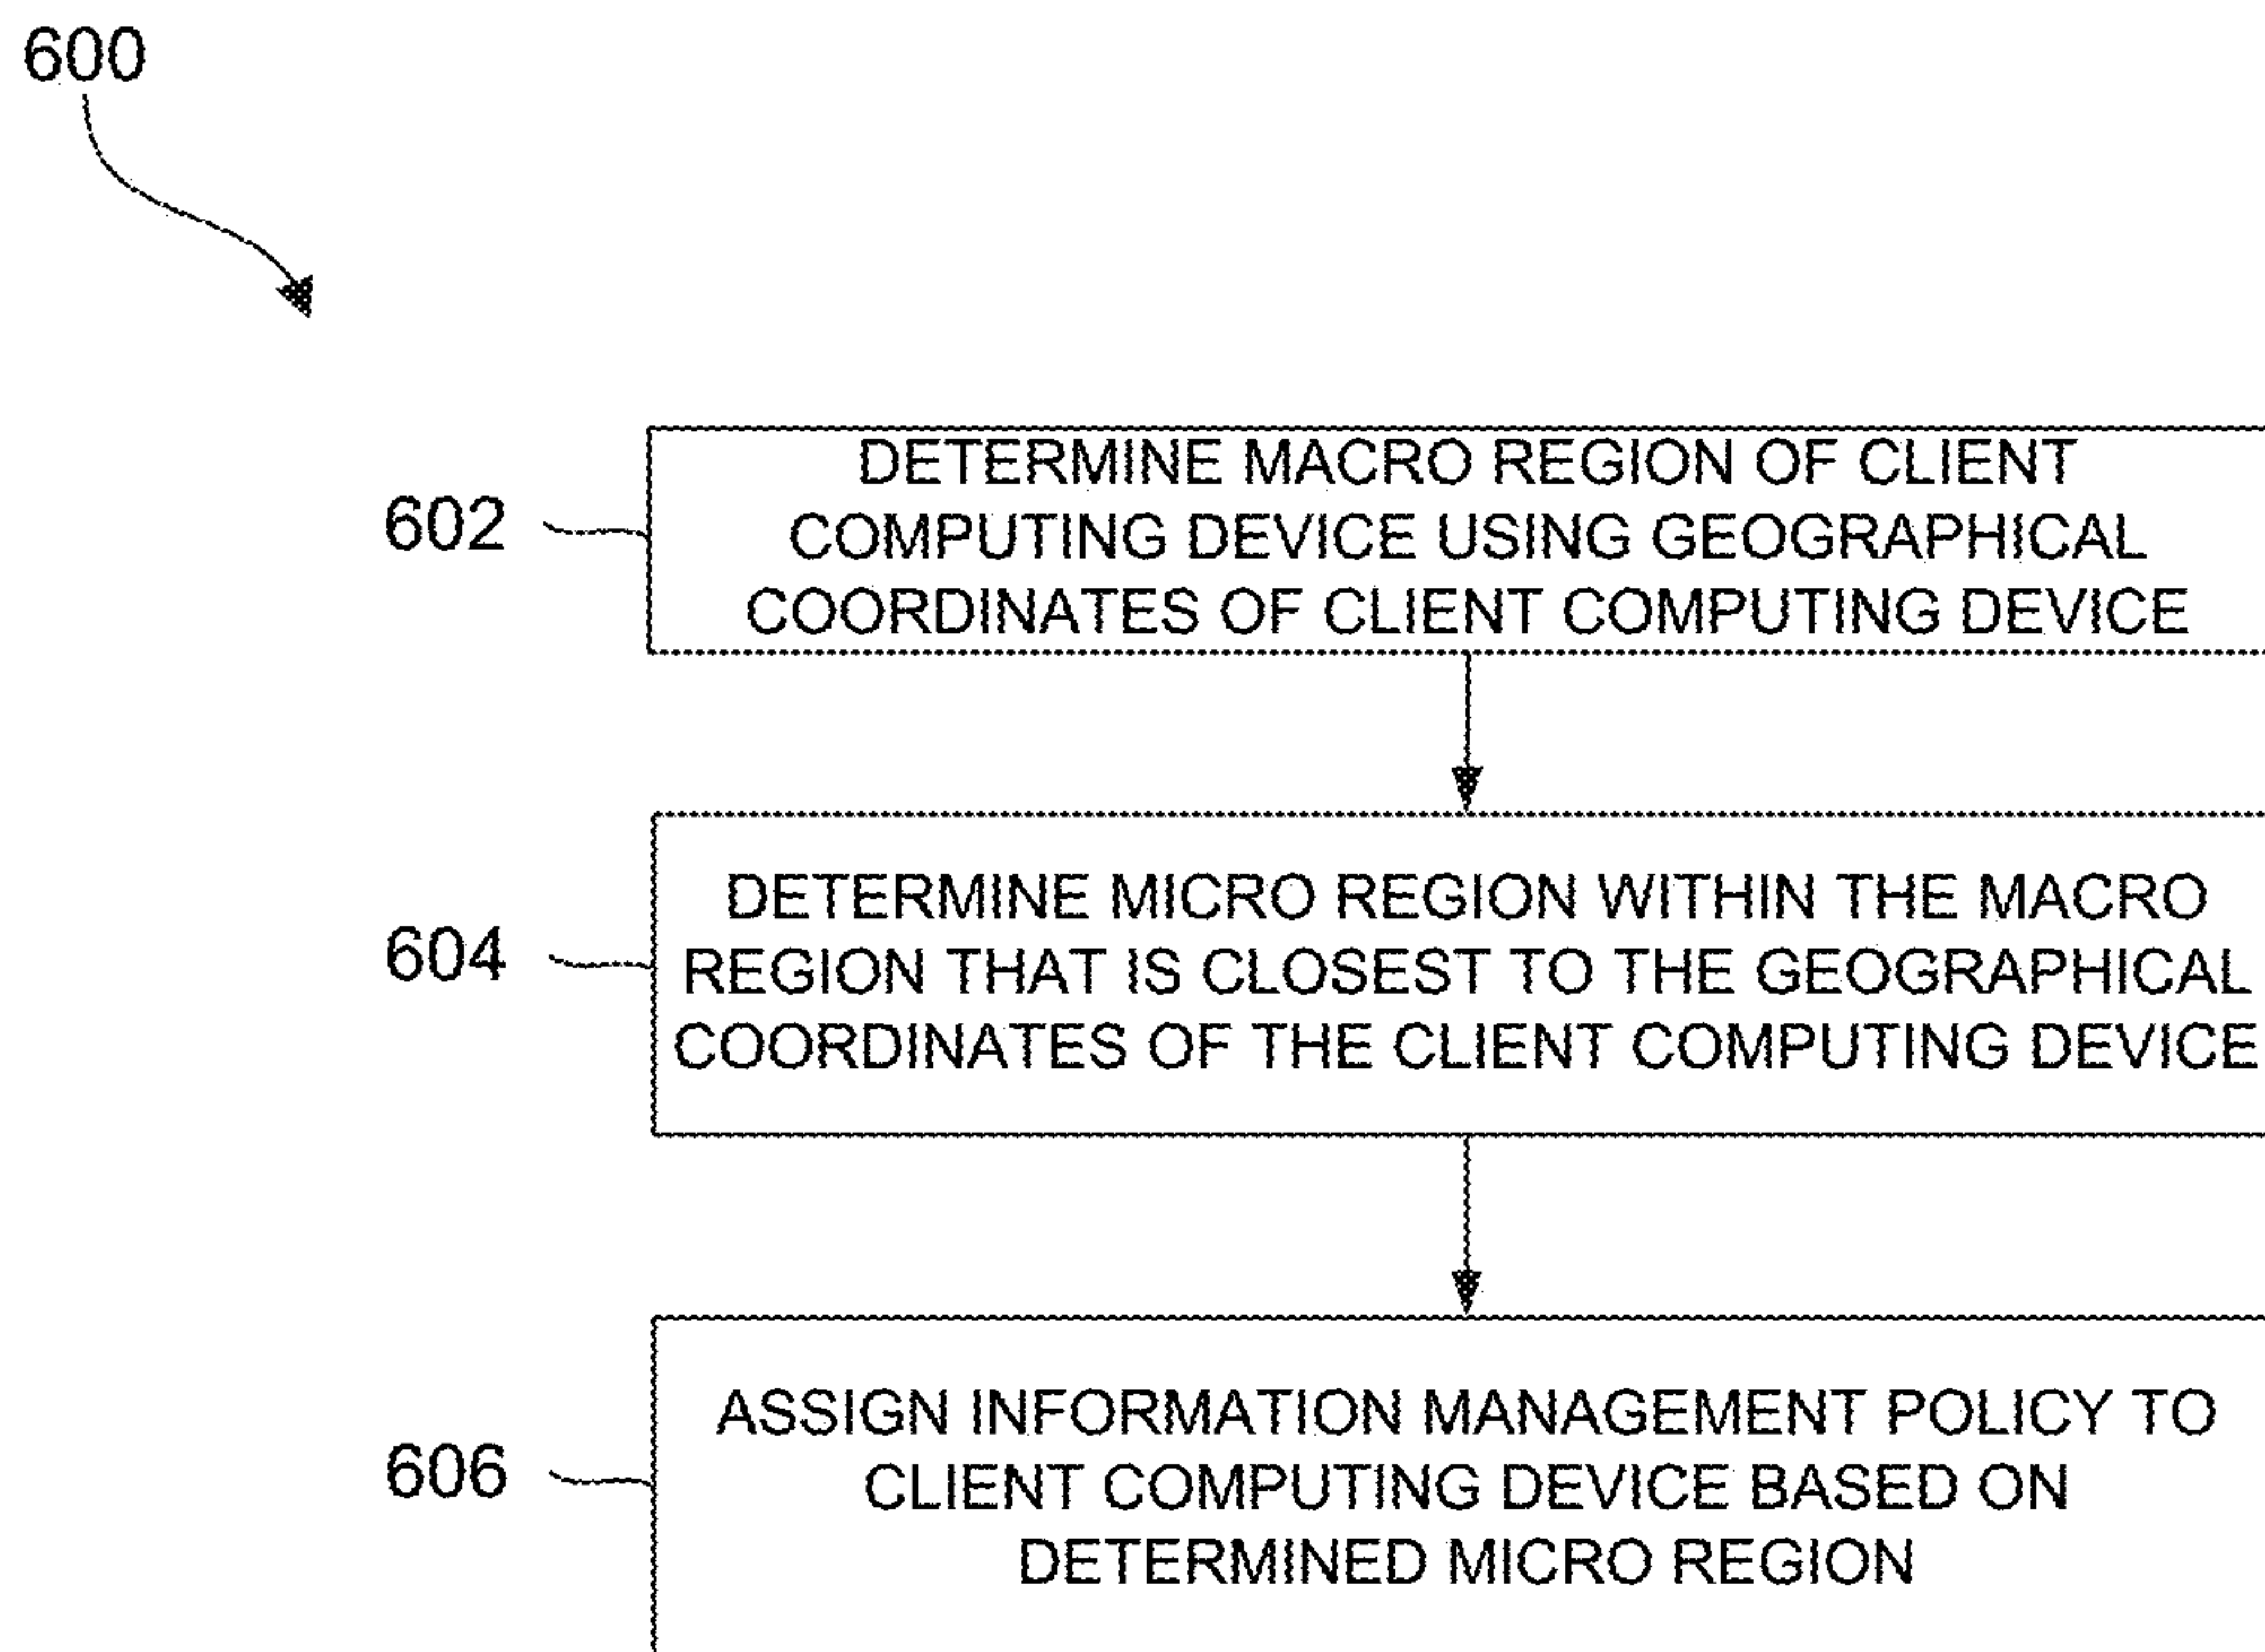 600
602
DETERMINE MACRO REGION OF CLIENT
COMPUTING DEVICE USING GEOGRAPHICAL
COORDINATES OF CLIENT COMPUTING DEVICE
604
DETERMINE MICRO REGION WITHIN THE MACRO
REGION THAT IS CLOSEST TO THE GEOGRAPHICAL
COORDINATES OF THE CLIENT COMPUTING DEVICE
606
ASSIGN INFORMATION MANAGEMENT POLICY TO
CLIENT COMPUTING DEVICE BASED ON
DETERMINED MICRO REGION